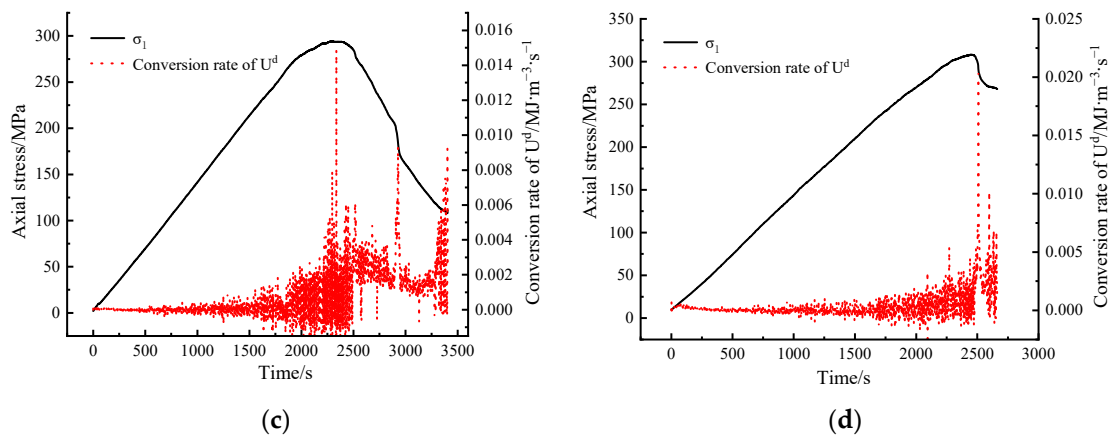 σ1
Conversion rate of Ud
Axial stress/MPa
300
250
200
150
100
50
0
0.016
0.014
0.012
0.010
0.008
0.006
0.004
0.002
0.000
Conversion rate of Ud/MJ·m−3·s−1
0 500 1000 1500 2000 2500 3000 3500
Time/s
(c)
σ1
Conversion rate of Ud
Axial stress/MPa
350
300
250
200
150
100
50
0
0.025
0.020
0.015
0.010
0.005
0.000
Conversion rate of Ud/MJ·m−3·s−1
0 500 1000 1500 2000 2500 3000
Time/s
(d)